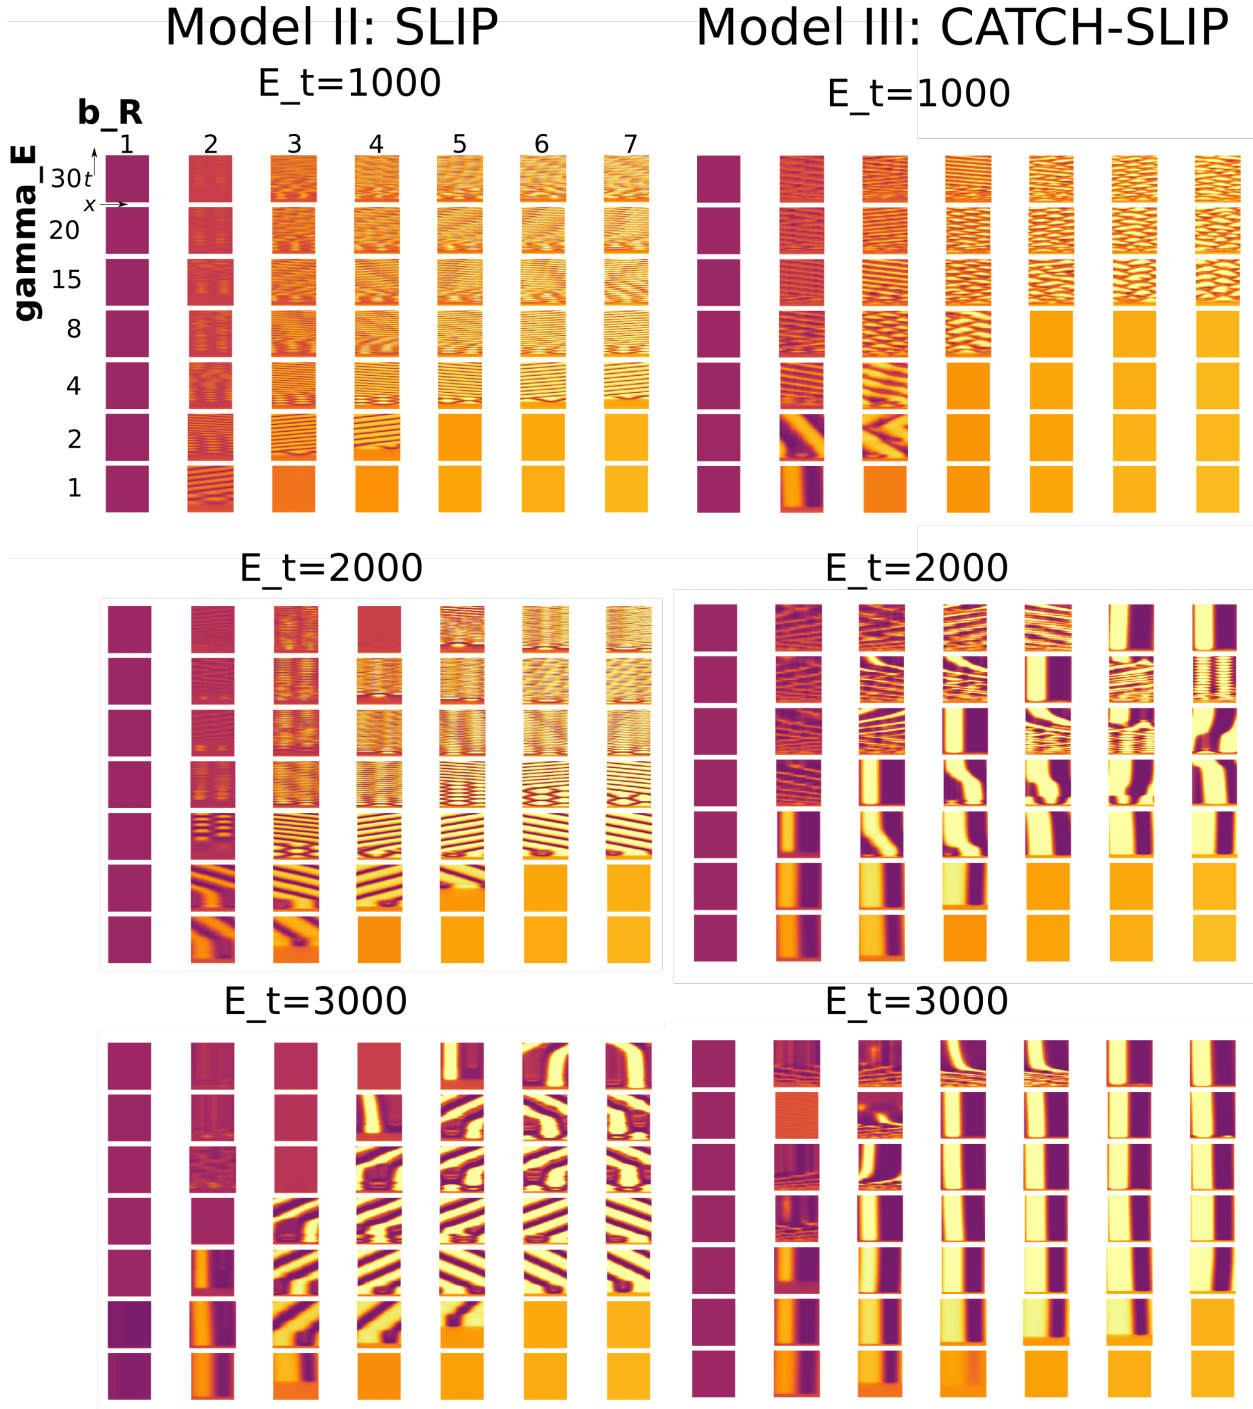 Model II: SLIP
Model III: CATCH-SLIP
E_t=1000
E_t=1000
b_R
1 2 3 4 5 6 7
gamma_E
30
t
x
20
15
8
4
2
1
E_t=2000
E_t=2000
E_t=3000
E_t=3000